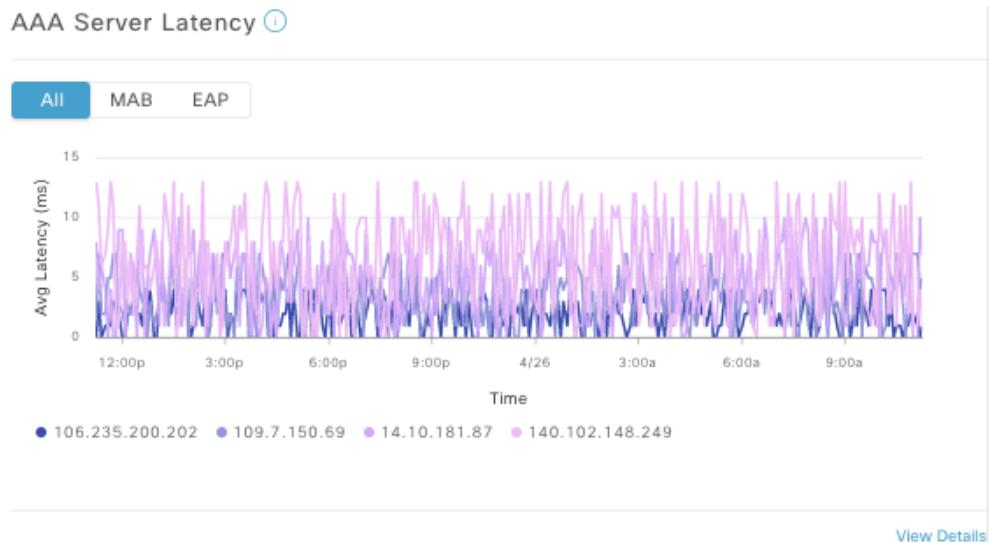 AAA Server Latency
All MAB EAP
15
10
5
0
Avg Latency (ms)
12:00p 3:00p 6:00p 9:00p 4/26 3:00a 6:00a 9:00a
Time
106.235.200.202 109.7.150.69 14.10.181.87 140.102.148.249
View Details